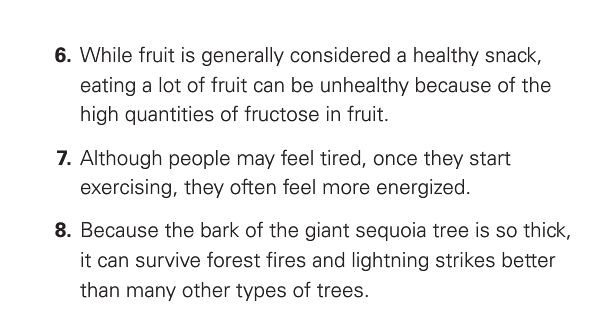 6. While fruit is generally considered a healthy snack,
eating a lot of fruit can be unhealthy because of the
high quantities of fructose in fruit.
7. Although people may feel tired, once they start
exercising, they often feel more energized.
8. Because the bark of the giant sequoia tree is so thick,
it can survive forest fires and lightning strikes better
than many other types of trees.